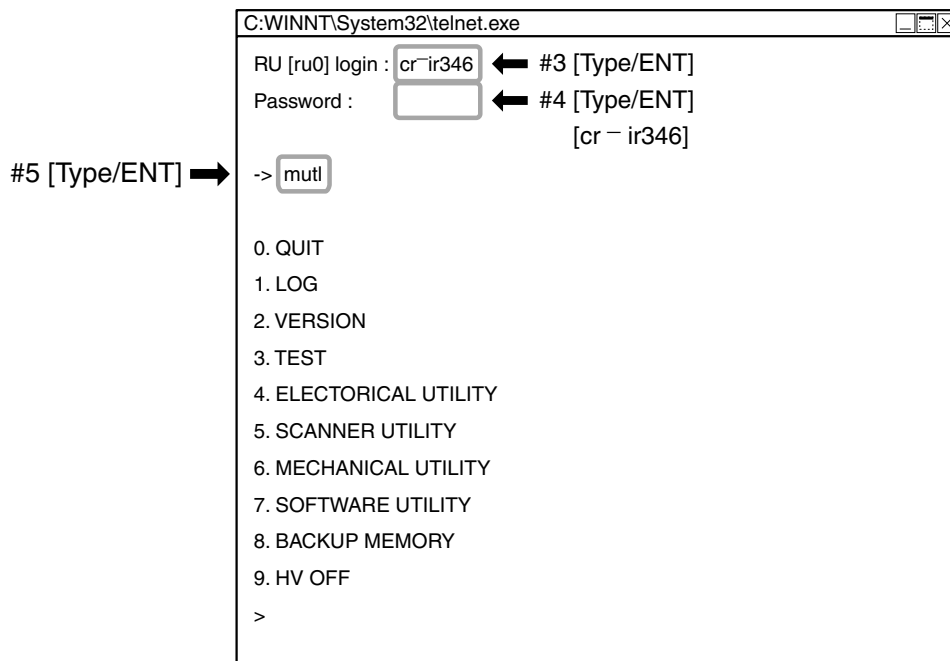 C:WINNT\System32\telnet.exe
RU [ru0] login : cr–ir346 #3 [Type/ENT]
Password : #4 [Type/ENT]
[cr – ir346]
#5 [Type/ENT] -> mutl
0. QUIT
1. LOG
2. VERSION
3. TEST
4. ELECTORICAL UTILITY
5. SCANNER UTILITY
6. MECHANICAL UTILITY
7. SOFTWARE UTILITY
8. BACKUP MEMORY
9. HV OFF
>